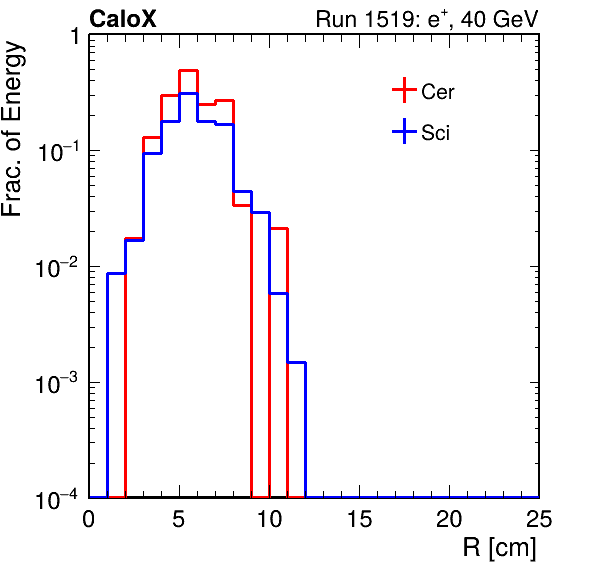 CaloX Run 1519: e⁺, 40 GeV
Frac. of Energy
1
10⁻¹
10⁻²
10⁻³
10⁻⁴
Cer
Sci
0 5 10 15 20 25
R [cm]